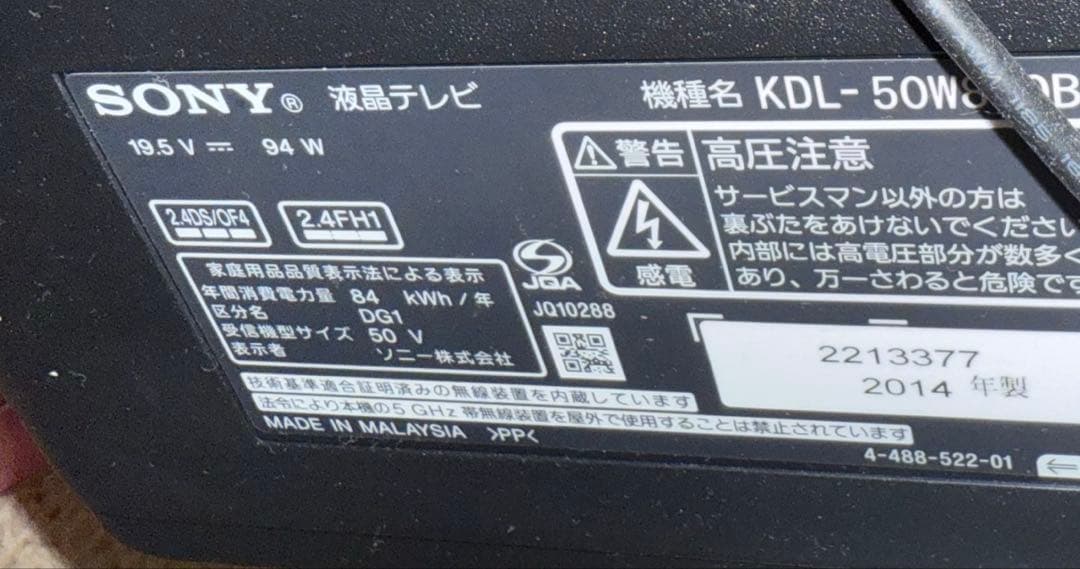 SONY® 液晶テレビ
機種名 KDL-50W8 0B
19.5 V ⎓ 94 W
2.4DS/OF4
2.4FH1
家庭用品品質表示法による表示
年間消費電力量 84 kWh/年
区分名 DG1
受信機型サイズ 50 V
表示者 ソニー株式会社
JQA
JQ10288
警告
感電
高圧注意
サービスマン以外の方は
裏ぶたをあけないでください
内部には高電圧部分が数多く
あり、万一さわると危険です
2213377
2014 年製
技術基準適合証明済みの無線装置を内蔵しています
法令により本機の5 GHz 帯無線装置を屋外で使用することは禁止されています
MADE IN MALAYSIA >PP<
4-488-522-01